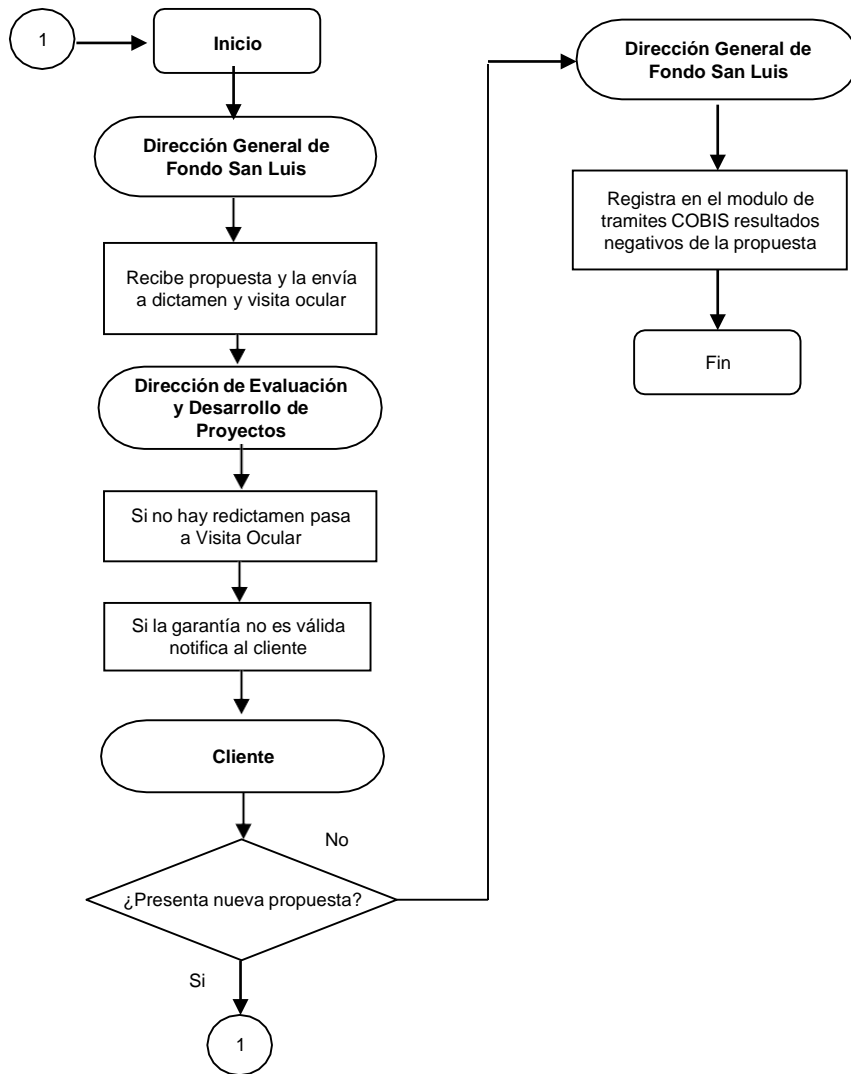 1
Inicio
Dirección General de
Fondo San Luis
Recibe propuesta y la envía
a dictamen y visita ocular
Dirección de Evaluación
y Desarrollo de
Proyectos
Si no hay redictamen pasa
a Visita Ocular
Si la garantía no es válida
notifica al cliente
Cliente
No
¿Presenta nueva propuesta?
Si
1
Dirección General de
Fondo San Luis
Registra en el modulo de
tramites COBIS resultados
negativos de la propuesta
Fin